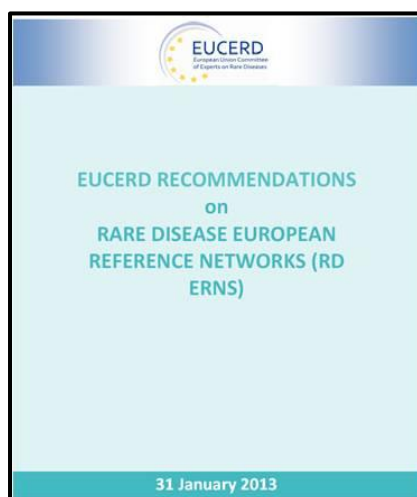 EUCERD
European Union Committee
of Experts on Rare Diseases
EUCERD RECOMMENDATIONS
on
RARE DISEASE EUROPEAN
REFERENCE NETWORKS (RD
ERNS)
31 January 2013